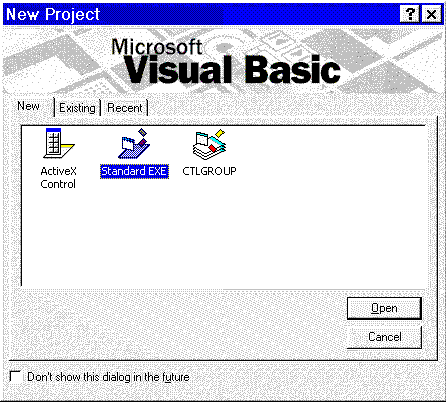 New Project
Microsoft
Visual Basic
New Existing Recent
ActiveX Control
Standard EXE
CTLGROUP
Open
Cancel
Don't show this dialog in the future